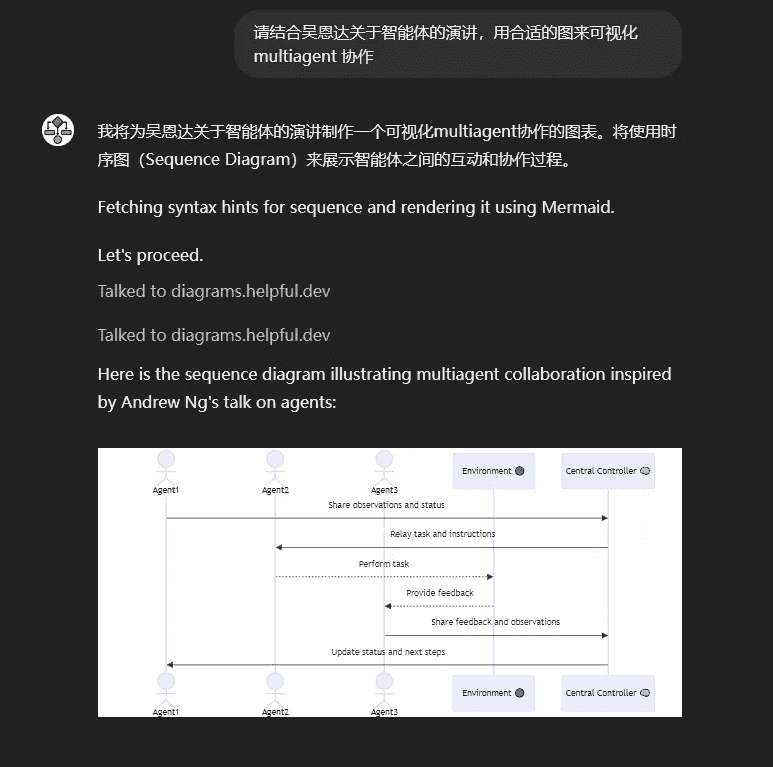 请结合吴恩达关于智能体的演讲，用合适的图来可视化
multiagent 协作
我将为吴恩达关于智能体的演讲制作一个可视化multiagent协作的图表。将使用时
序图（Sequence Diagram）来展示智能体之间的互动和协作过程。
Fetching syntax hints for sequence and rendering it using Mermaid.
Let's proceed.
Talked to diagrams.helpful.dev
Talked to diagrams.helpful.dev
Here is the sequence diagram illustrating multiagent collaboration inspired
by Andrew Ng's talk on agents:
Agent1 Agent2 Agent3 Environment Central Controller
Share observations and status
Relay task and instructions
Perform task
Provide feedback
Share feedback and observations
Update status and next steps
Agent1 Agent2 Agent3 Environment Central Controller